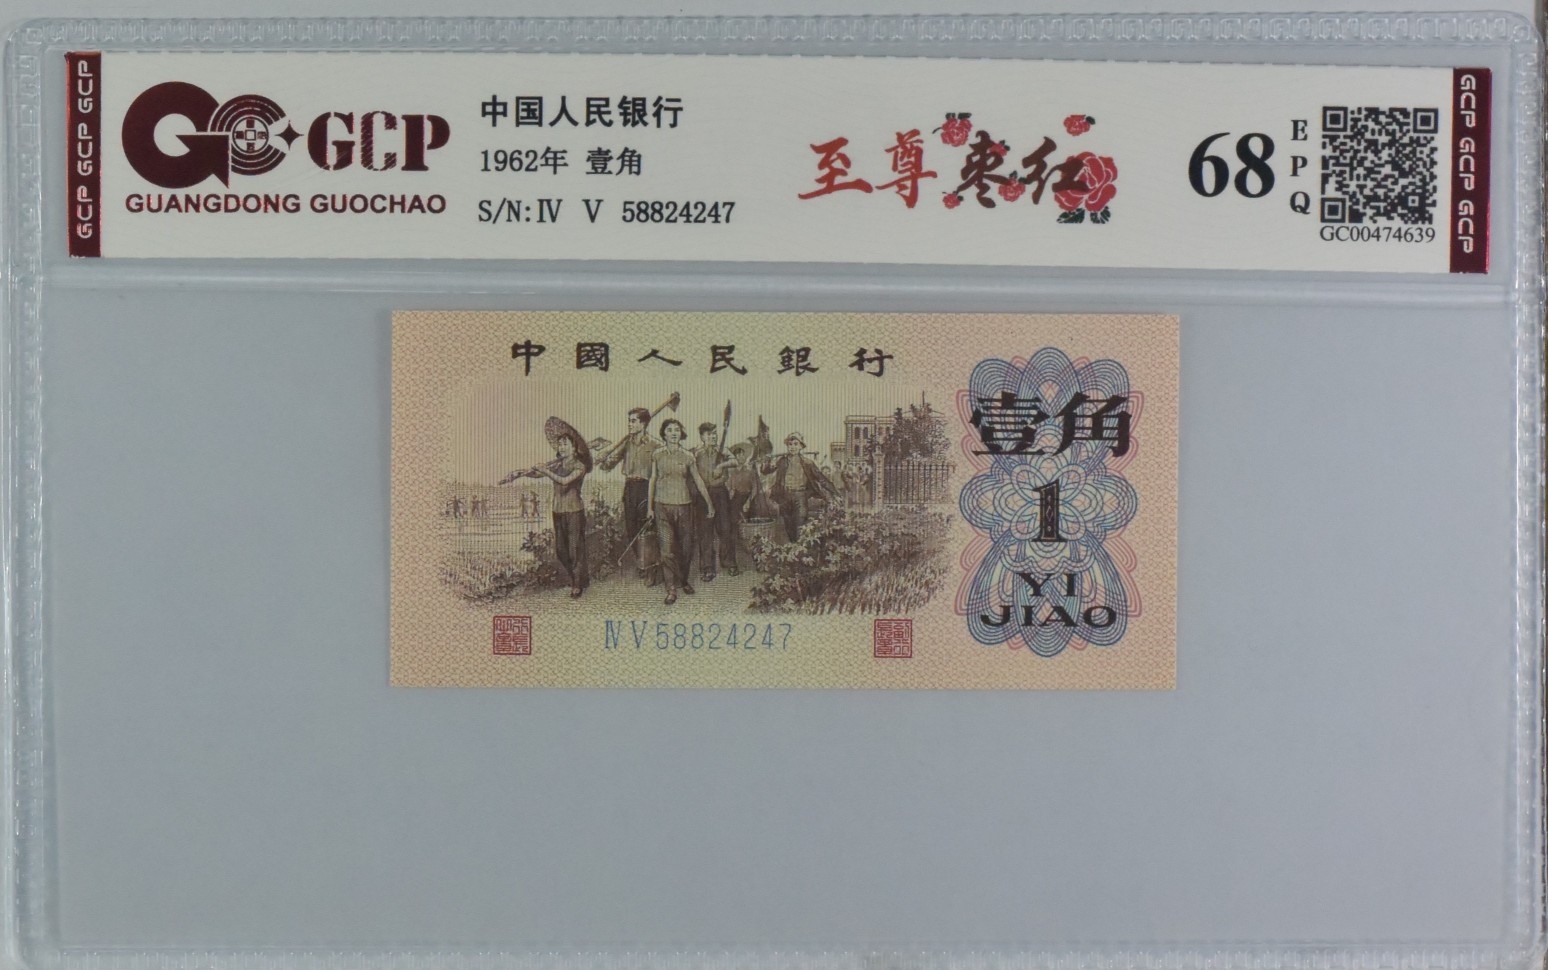 GCP GCP GCP
GCP
GUANGDONG GUOCHAO
中国人民银行
1962年 壹角
S/N: Ⅳ Ⅴ 58824247
至尊枣红
68
EPQ
GC00474639
GCP GCP GCP
中國人民銀行
壹角
1
YI
JIAO
ⅣⅤ58824247